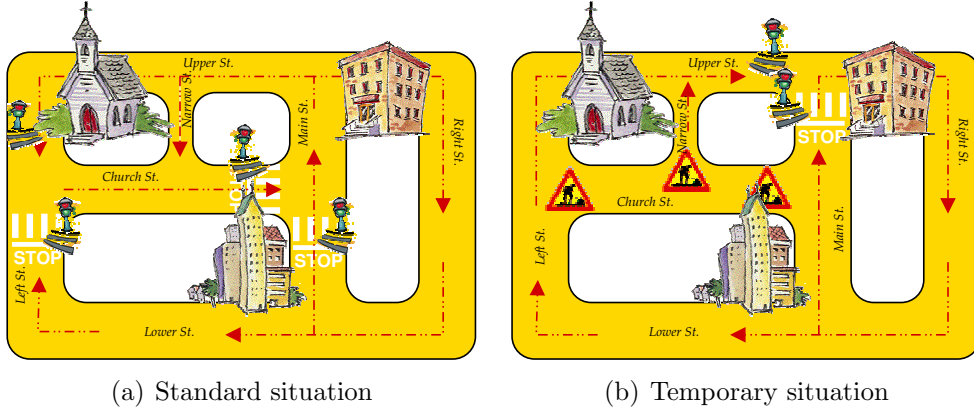 Upper St.
Narrow St.
Main St.
Right St.
Church St.
STOP
STOP
STOP
Left St.
Lower St.
(a) Standard situation
Upper St.
Narrow St.
STOP
Right St.
Church St.
Main St.
Left St.
Lower St.
(b) Temporary situation